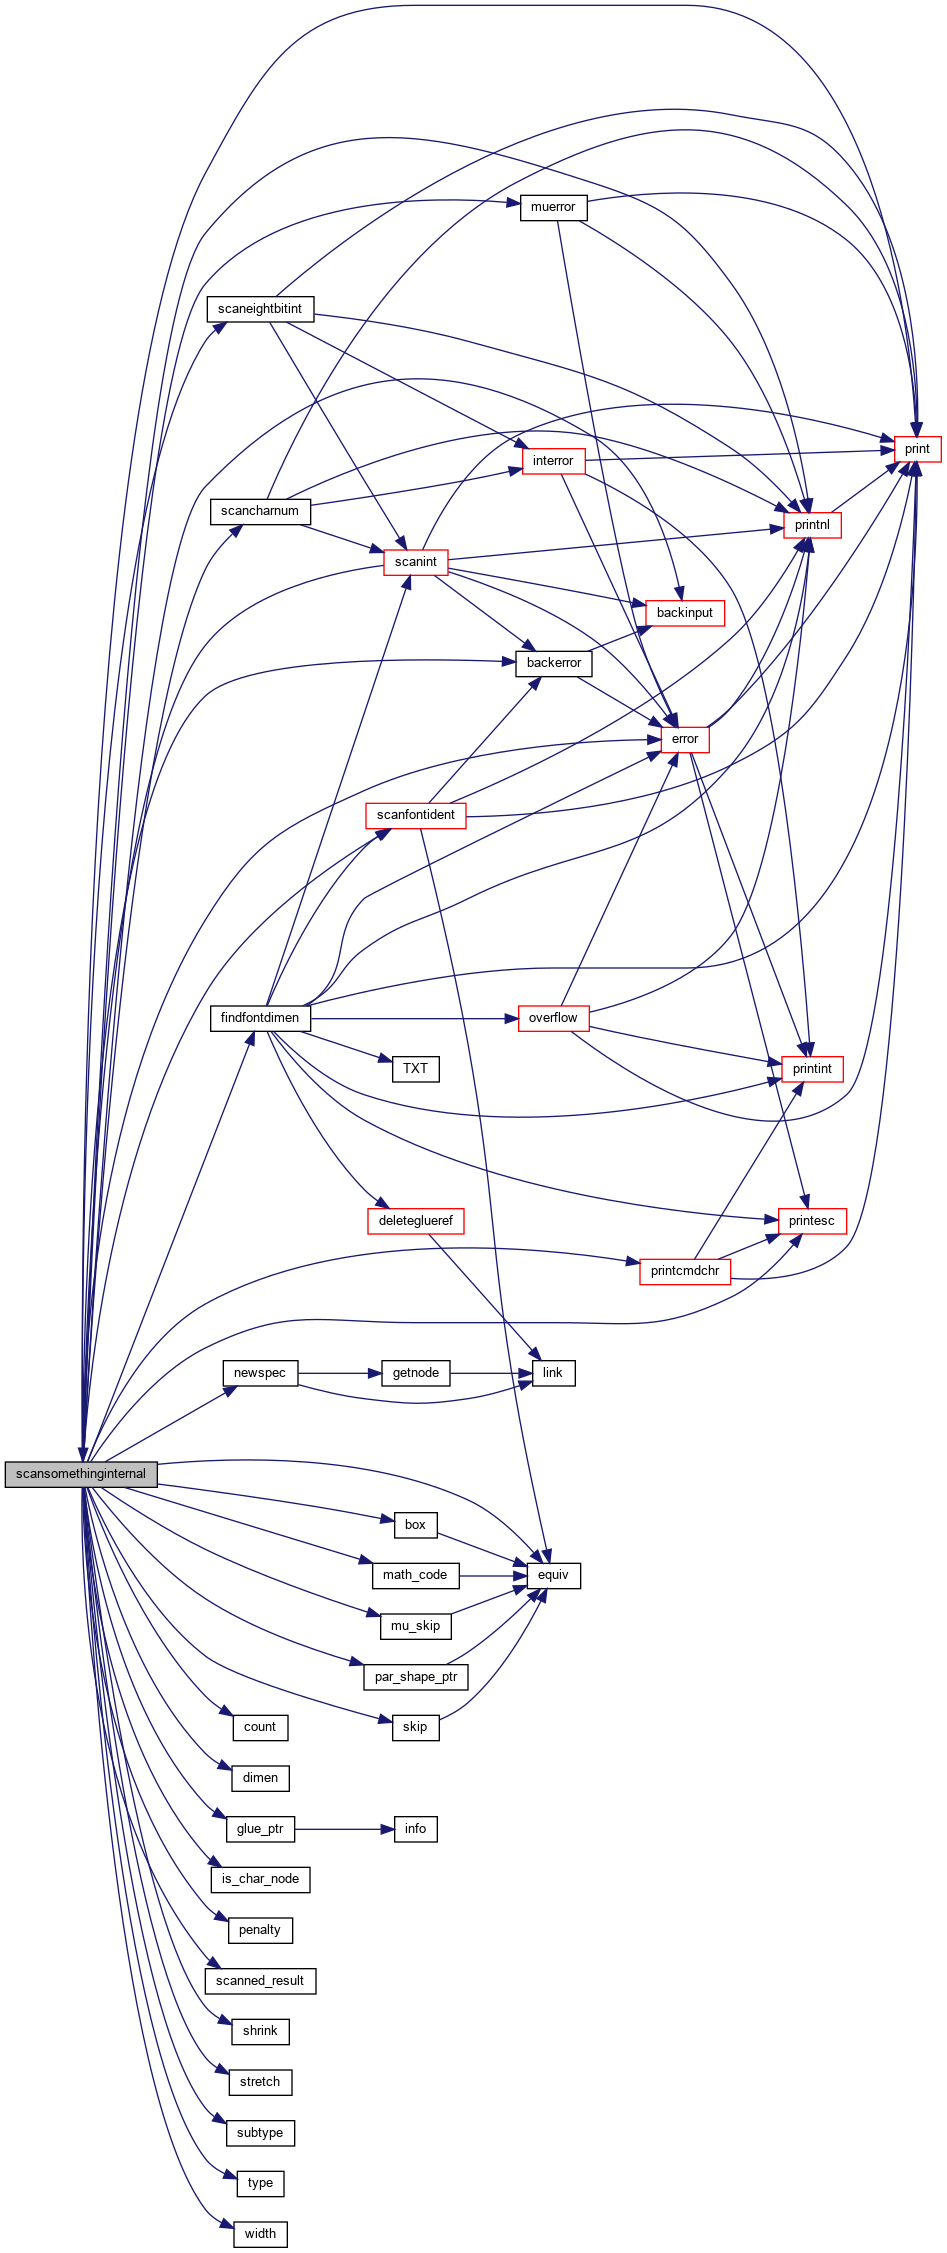 muerror
scaneightbitint
print
interror
scancharnum
printnl
scanint
backinput
backerror
error
scanfontident
findfontdimen
overflow
TXT
printint
deleteglueref
printesc
printcmdchr
newspec
getnode
link
scansomethinginternal
box
math_code
equiv
mu_skip
par_shape_ptr
count
skip
dimen
glue_ptr
info
is_char_node
penalty
scanned_result
shrink
stretch
subtype
type
width